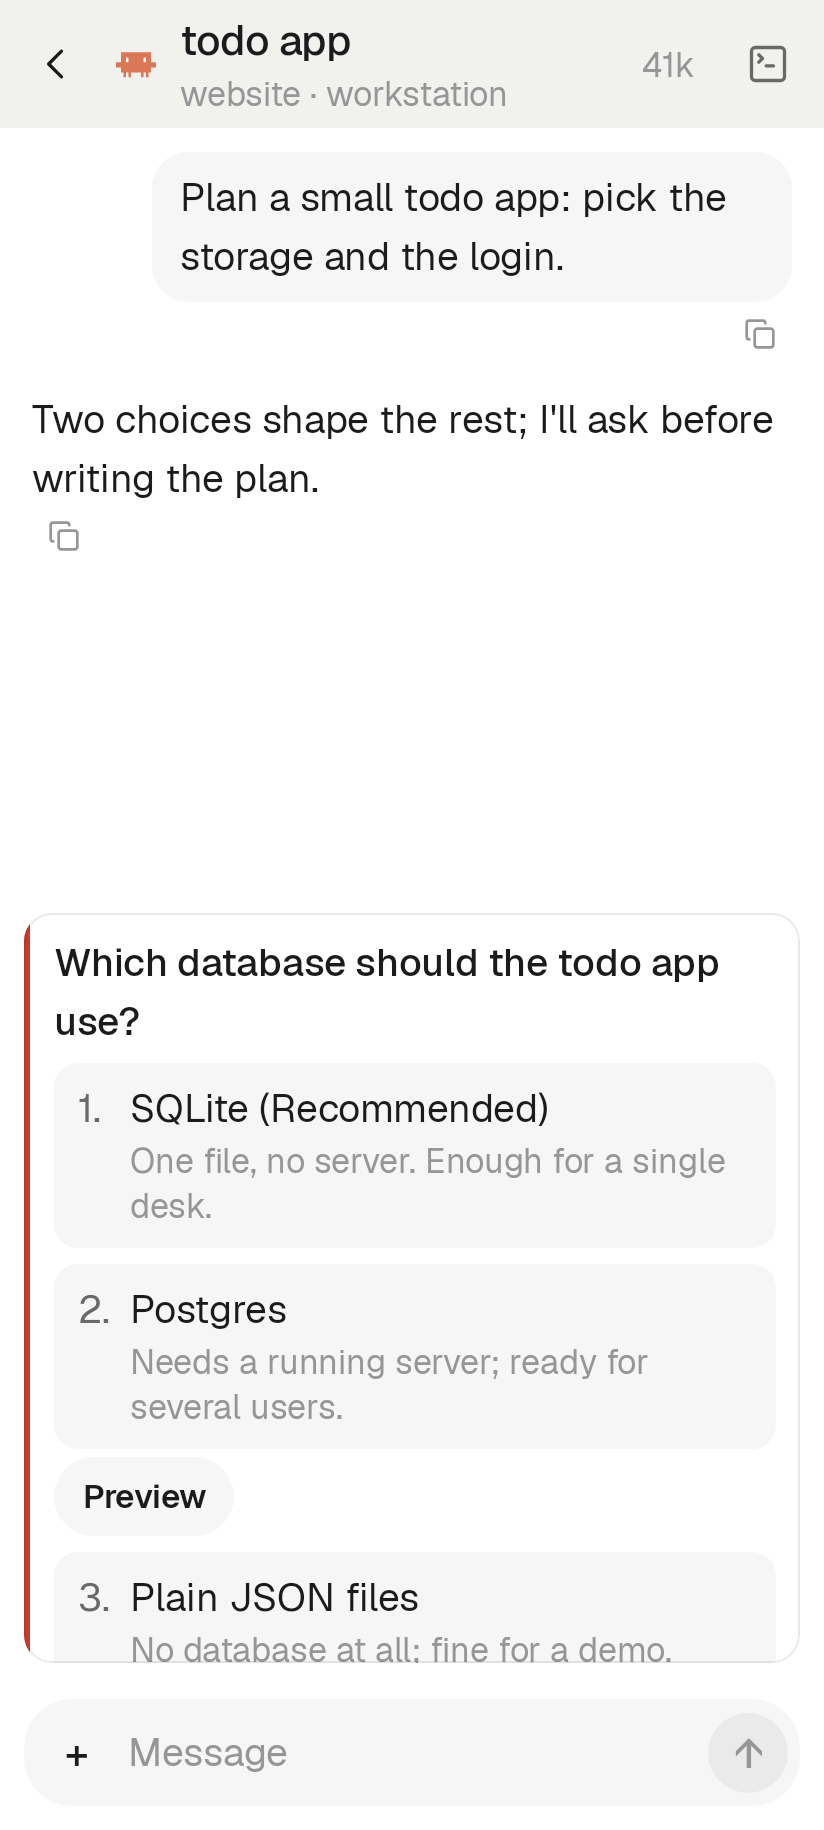 todo app
website · workstation
41k
Plan a small todo app: pick the
storage and the login.
Two choices shape the rest; I'll ask before
writing the plan.
Which database should the todo app
use?
1. SQLite (Recommended)
One file, no server. Enough for a single
desk.
2. Postgres
Needs a running server; ready for
several users.
Preview
3. Plain JSON files
No database at all; fine for a demo.
+ Message